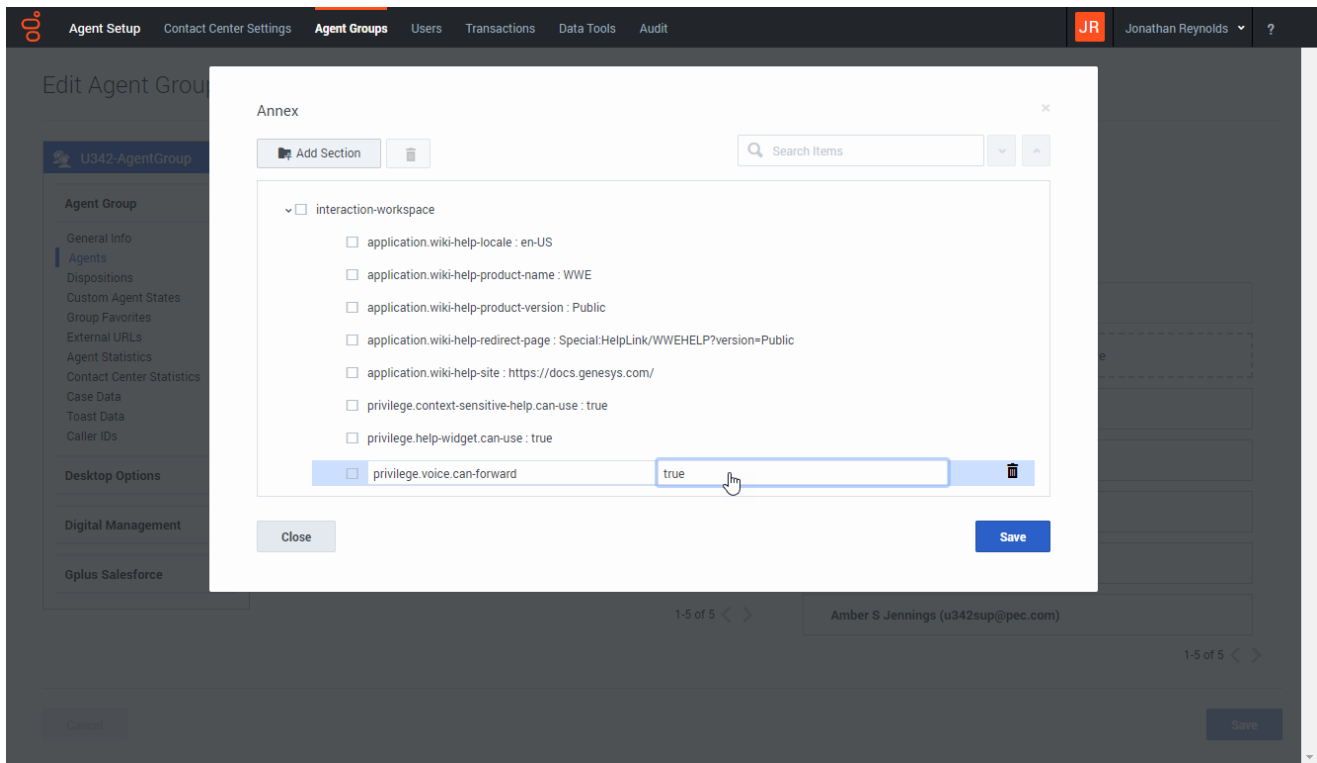 Agent Setup Contact Center Settings Agent Groups Users Transactions Data Tools Audit JR Jonathan Reynolds ?
Edit Agent Group
Annex
Add Section
Search Items
interaction-workspace
application.wiki-help-locale : en-US
application.wiki-help-product-name : WWE
application.wiki-help-product-version : Public
application.wiki-help-redirect-page : Special:HelpLink/WWEHELP?version=Public
application.wiki-help-site : https://docs.genesys.com/
privilege.context-sensitive-help.can-use : true
privilege.help-widget.can-use : true
privilege.voice.can-forward true
Close
Save
U342-AgentGroup
Agent Group
General Info
Agents
Dispositions
Custom Agent States
Group Favorites
External URLs
Agent Statistics
Contact Center Statistics
Case Data
Toast Data
Caller IDs
Desktop Options
Digital Management
Gplus Salesforce
1-5 of 5
Amber S Jennings (u342sup@pec.com)
1-5 of 5
Cancel
Save